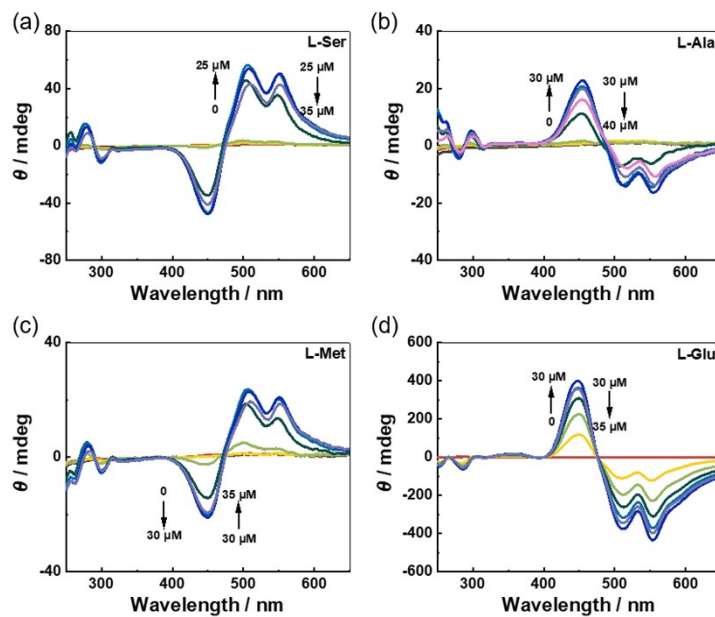 (a)
L-Ser
25 µM
25 µM
0
35 µM
80
40
0
-40
-80
300 400 500 600
Wavelength / nm
θ / mdeg
(b)
L-Ala
30 µM
30 µM
0
40 µM
40
20
0
-20
-40
300 400 500 600
Wavelength / nm
θ / mdeg
(c)
L-Met
0
35 µM
30 µM
30 µM
40
20
0
-20
-40
300 400 500 600
Wavelength / nm
θ / mdeg
(d)
L-Glu
30 µM
30 µM
0
35 µM
600
400
200
0
-200
-400
-600
300 400 500 600
Wavelength / nm
θ / mdeg